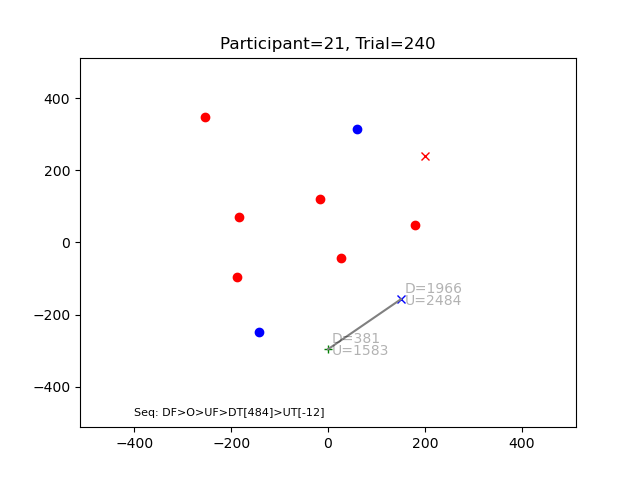 Participant=21, Trial=240
400
200
0
−200
−400
D=1966
U=2484
D=381
U=1583
Seq: DF>O>UF>DT[484]>UT[-12]
−400
−200
0
200
400